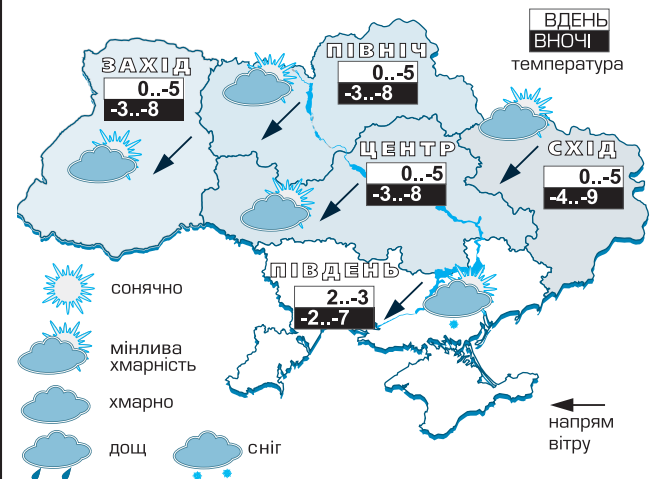 ВДЕНЬ
ВНОЧІ
температура
ЗАХІД
0..-5
-3..-8
ПІВНІЧ
0..-5
-3..-8
ЦЕНТР
0..-5
-3..-8
СХІД
0..-5
-4..-9
ПІВДЕНЬ
2..-3
-2..-7
сонячно
мінлива
хмарність
хмарно
дощ
сніг
напрям
вітру